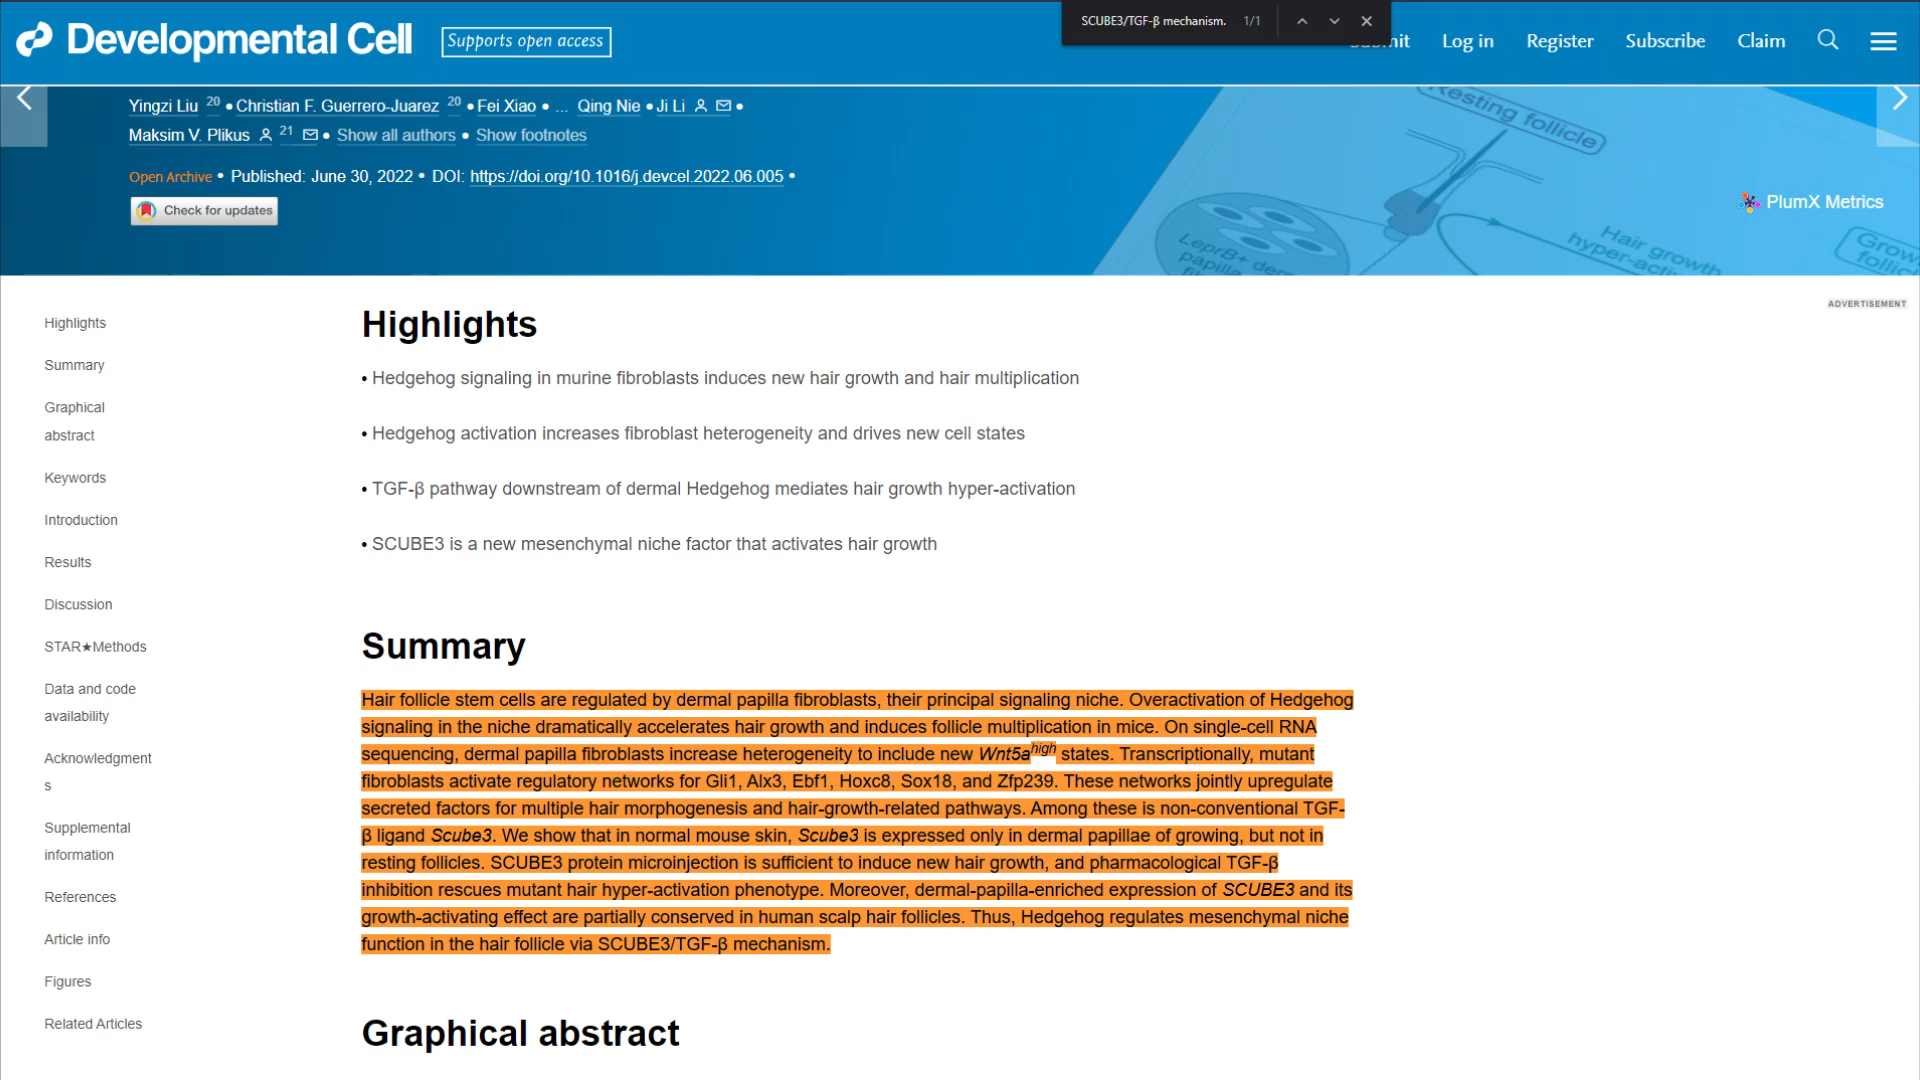 SCUBE3/TGF-β mechanism. 1/1
Developmental Cell
Supports open access
Log in
Register
Subscribe
Claim
Yingzi Liu 20 • Christian F. Guerrero-Juarez 20 • Fei Xiao • ... Qing Nie • Ji Li •
Maksim V. Plikus 21 • Show all authors • Show footnotes
Open Archive • Published: June 30, 2022 • DOI: https://doi.org/10.1016/j.devcel.2022.06.005 •
Check for updates
PlumX Metrics
Resting follicle
Hair growth
ADVERTISEMENT
Highlights
Summary
Graphical
abstract
Keywords
Introduction
Results
Discussion
STAR★Methods
Data and code
availability
Acknowledgment
s
Supplemental
information
References
Article info
Figures
Related Articles
Highlights
• Hedgehog signaling in murine fibroblasts induces new hair growth and hair multiplication
• Hedgehog activation increases fibroblast heterogeneity and drives new cell states
• TGF-β pathway downstream of dermal Hedgehog mediates hair growth hyper-activation
• SCUBE3 is a new mesenchymal niche factor that activates hair growth
Summary
Hair follicle stem cells are regulated by dermal papilla fibroblasts, their principal signaling niche. Overactivation of Hedgehog
signaling in the niche dramatically accelerates hair growth and induces follicle multiplication in mice. On single-cell RNA
sequencing, dermal papilla fibroblasts increase heterogeneity to include new Wnt5ahigh states. Transcriptionally, mutant
fibroblasts activate regulatory networks for Gli1, Alx3, Ebf1, Hoxc8, Sox18, and Zfp239. These networks jointly upregulate
secreted factors for multiple hair morphogenesis and hair-growth-related pathways. Among these is non-conventional TGF-
β ligand Scube3. We show that in normal mouse skin, Scube3 is expressed only in dermal papillae of growing, but not in
resting follicles. SCUBE3 protein microinjection is sufficient to induce new hair growth, and pharmacological TGF-β
inhibition rescues mutant hair hyper-activation phenotype. Moreover, dermal-papilla-enriched expression of SCUBE3 and its
growth-activating effect are partially conserved in human scalp hair follicles. Thus, Hedgehog regulates mesenchymal niche
function in the hair follicle via SCUBE3/TGF-β mechanism.
Graphical abstract